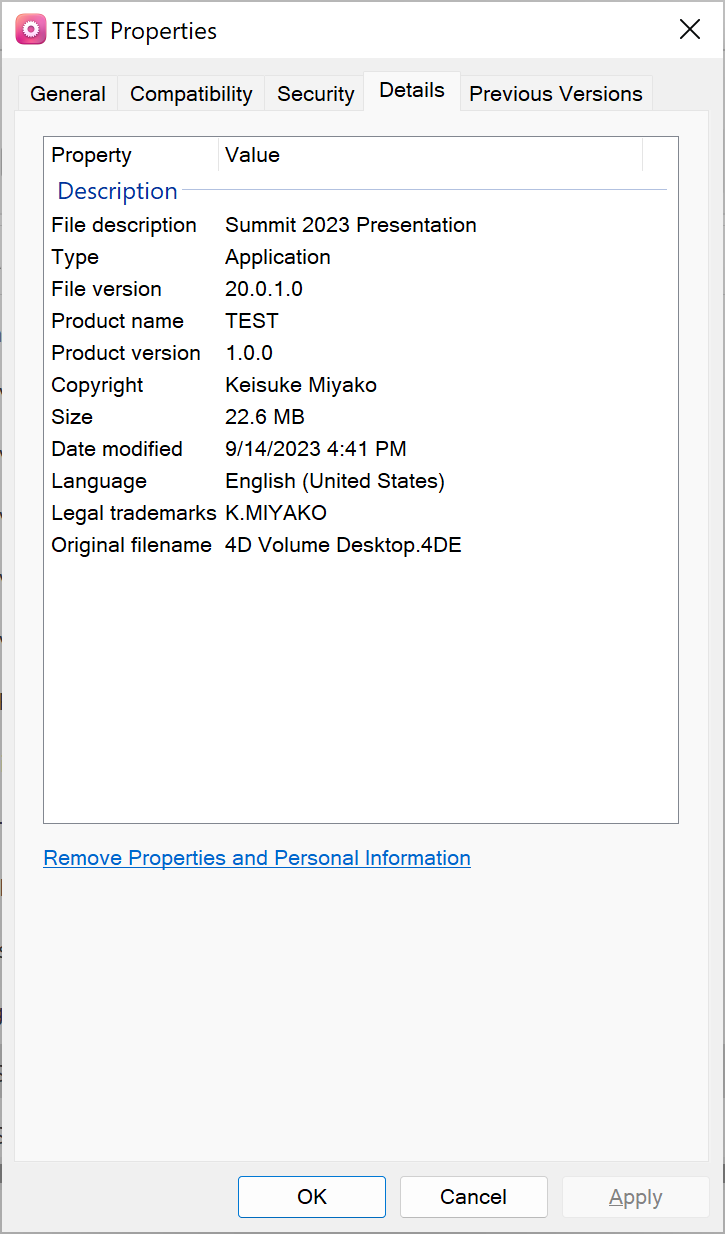 TEST Properties
General Compatibility Security Details Previous Versions
Property Value
Description
File description Summit 2023 Presentation
Type Application
File version 20.0.1.0
Product name TEST
Product version 1.0.0
Copyright Keisuke Miyako
Size 22.6 MB
Date modified 9/14/2023 4:41 PM
Language English (United States)
Legal trademarks K.MIYAKO
Original filename 4D Volume Desktop.4DE
Remove Properties and Personal Information
OK Cancel Apply